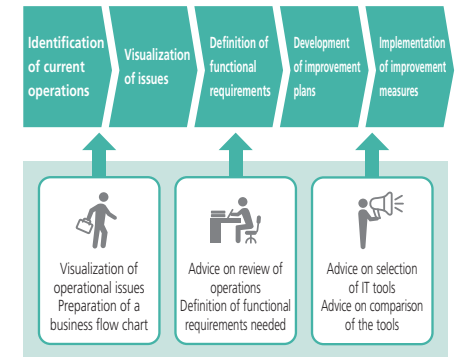 Identification
of current
operations
Visualization
of issues
Definition of
functional
requirements
Development
of improvement
plans
Implementation
of improvement
measures
Visualization of
operational issues
Preparation of a
business flow chart
Advice on review of
operations
Definition of functional
requirements needed
Advice on selection
of IT tools
Advice on comparison
of the tools